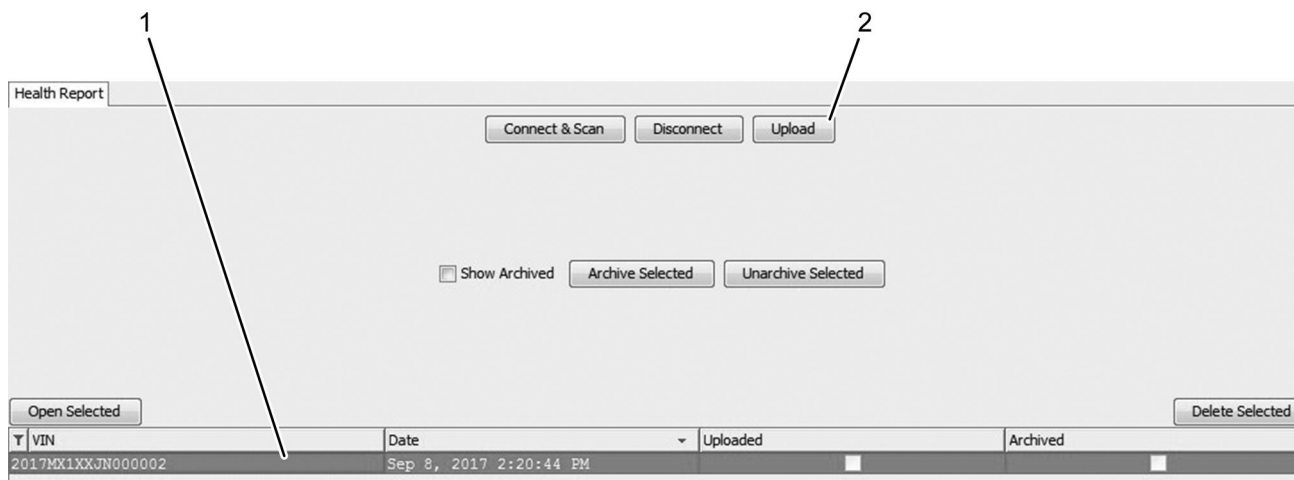 1 2
Health Report
Connect & Scan Disconnect Upload
Show Archived Archive Selected Unarchive Selected
Open Selected Delete Selected
VIN Date Uploaded Archived
2017MX1XXJN000002 Sep 8, 2017 2:20:44 PM